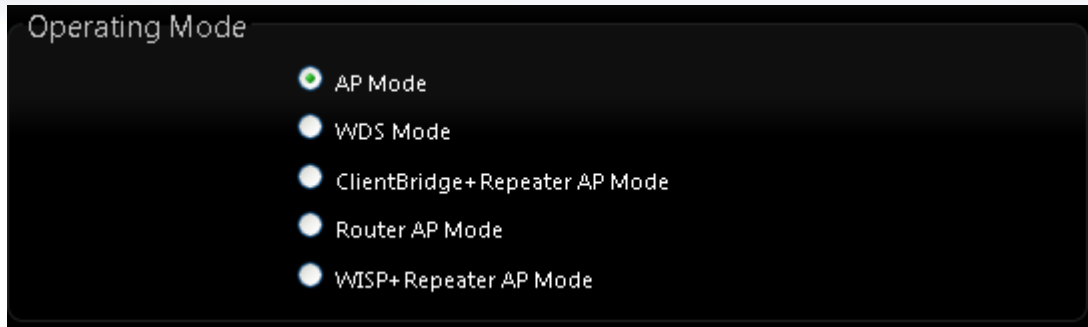 Operating Mode
AP Mode
WDS Mode
ClientBridge+Repeater AP Mode
Router AP Mode
WISP+Repeater AP Mode